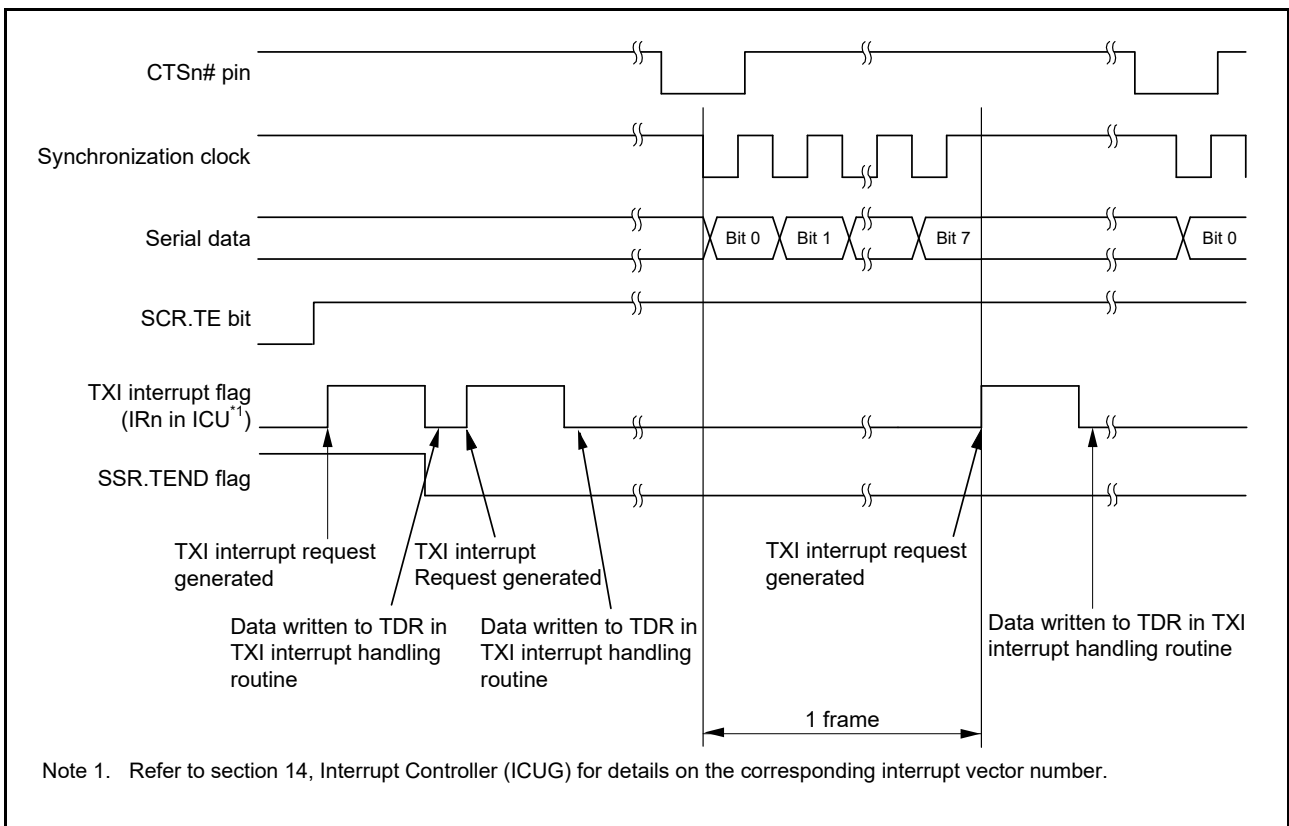 CTSn# pin
Synchronization clock
Serial data
Bit 0
Bit 1
Bit 7
Bit 0
SCR.TE bit
TXI interrupt flag
(IRn in ICU*1)
SSR.TEND flag
TXI interrupt request
generated
TXI interrupt
Request generated
TXI interrupt request
generated
Data written to TDR in
TXI interrupt handling
routine
Data written to TDR in
TXI interrupt handling
routine
Data written to TDR in TXI
interrupt handling routine
1 frame
Note 1. Refer to section 14, Interrupt Controller (ICUG) for details on the corresponding interrupt vector number.